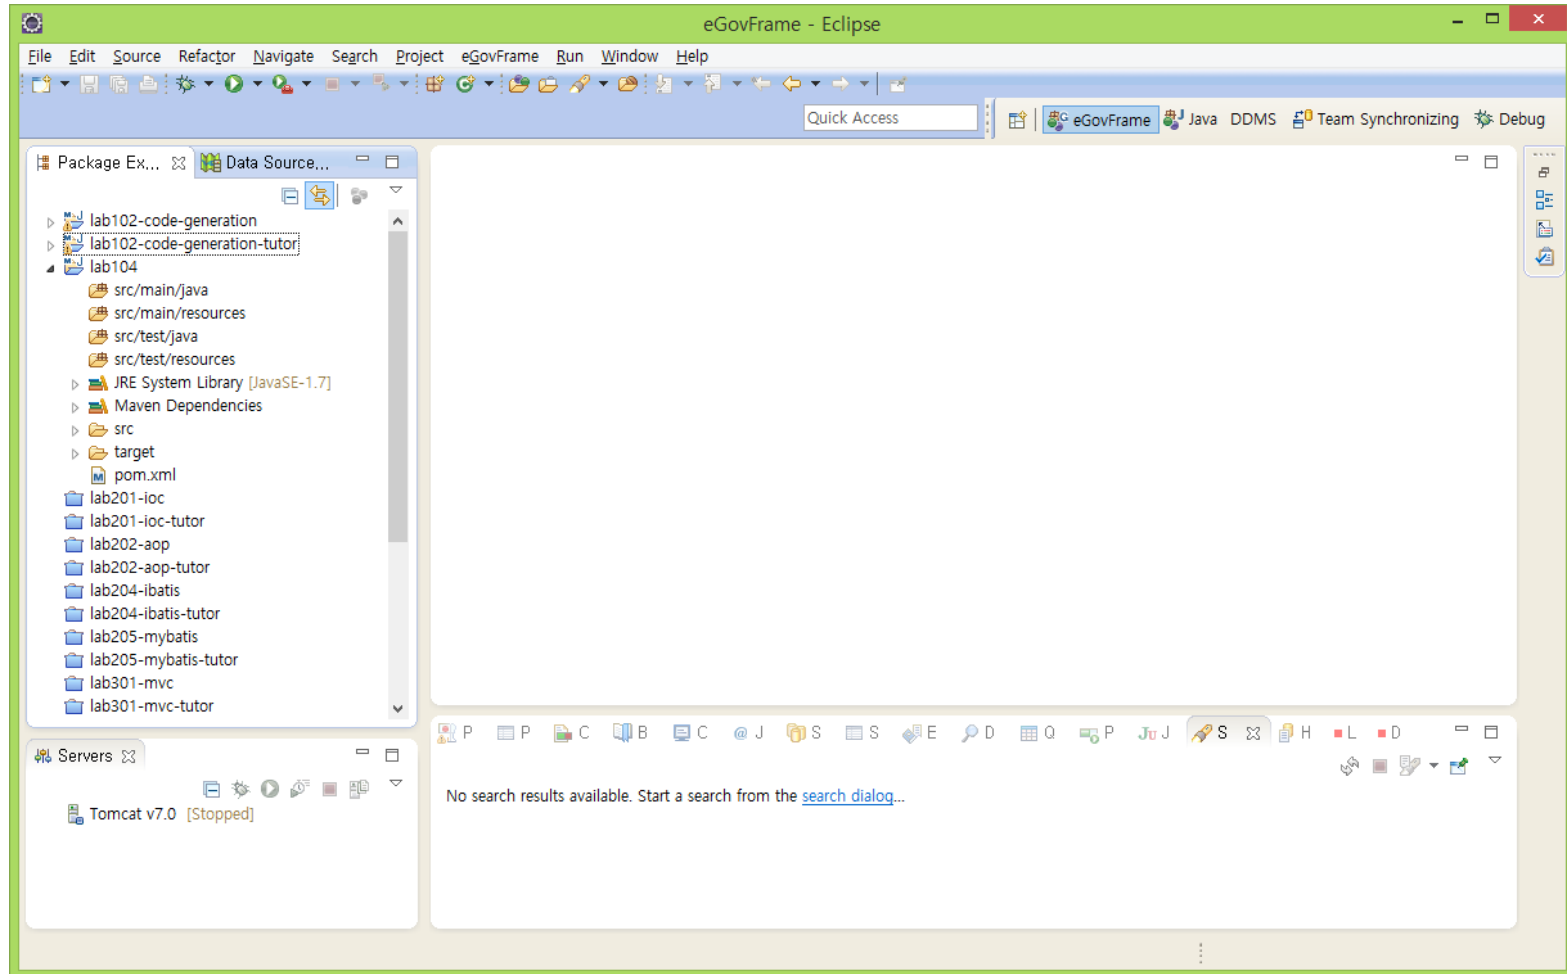 eGovFrame - Eclipse
File Edit Source Refactor Navigate Search Project eGovFrame Run Window Help
Quick Access eGovFrame Java DDMS Team Synchronizing Debug
Package Ex... Data Source...
lab102-code-generation
lab102-code-generation-tutor
lab104
src/main/java
src/main/resources
src/test/java
src/test/resources
JRE System Library [JavaSE-1.7]
Maven Dependencies
src
target
pom.xml
lab201-ioc
lab201-ioc-tutor
lab202-aop
lab202-aop-tutor
lab204-ibatis
lab204-ibatis-tutor
lab205-mybatis
lab205-mybatis-tutor
lab301-mvc
lab301-mvc-tutor
Servers
Tomcat v7.0 [Stopped]
P P C B C @ J S S E D Q P Ju J S H L D
No search results available. Start a search from the search dialog...